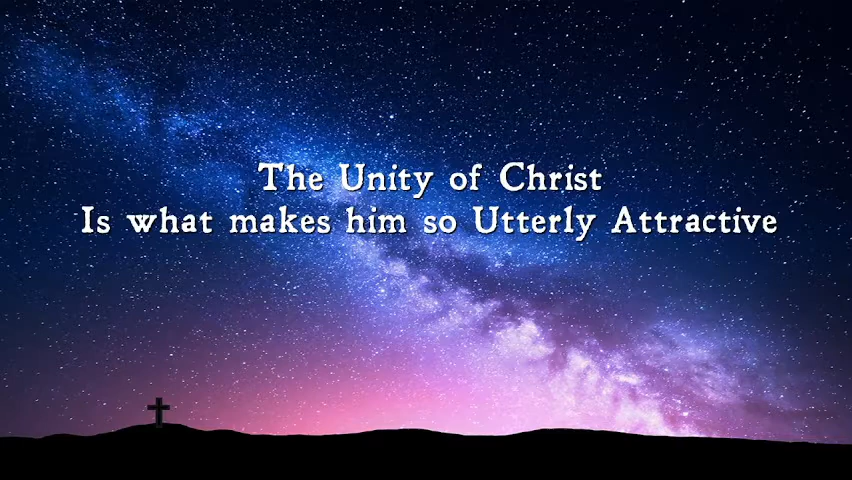 The Unity of Christ
Is what makes him so Utterly Attractive